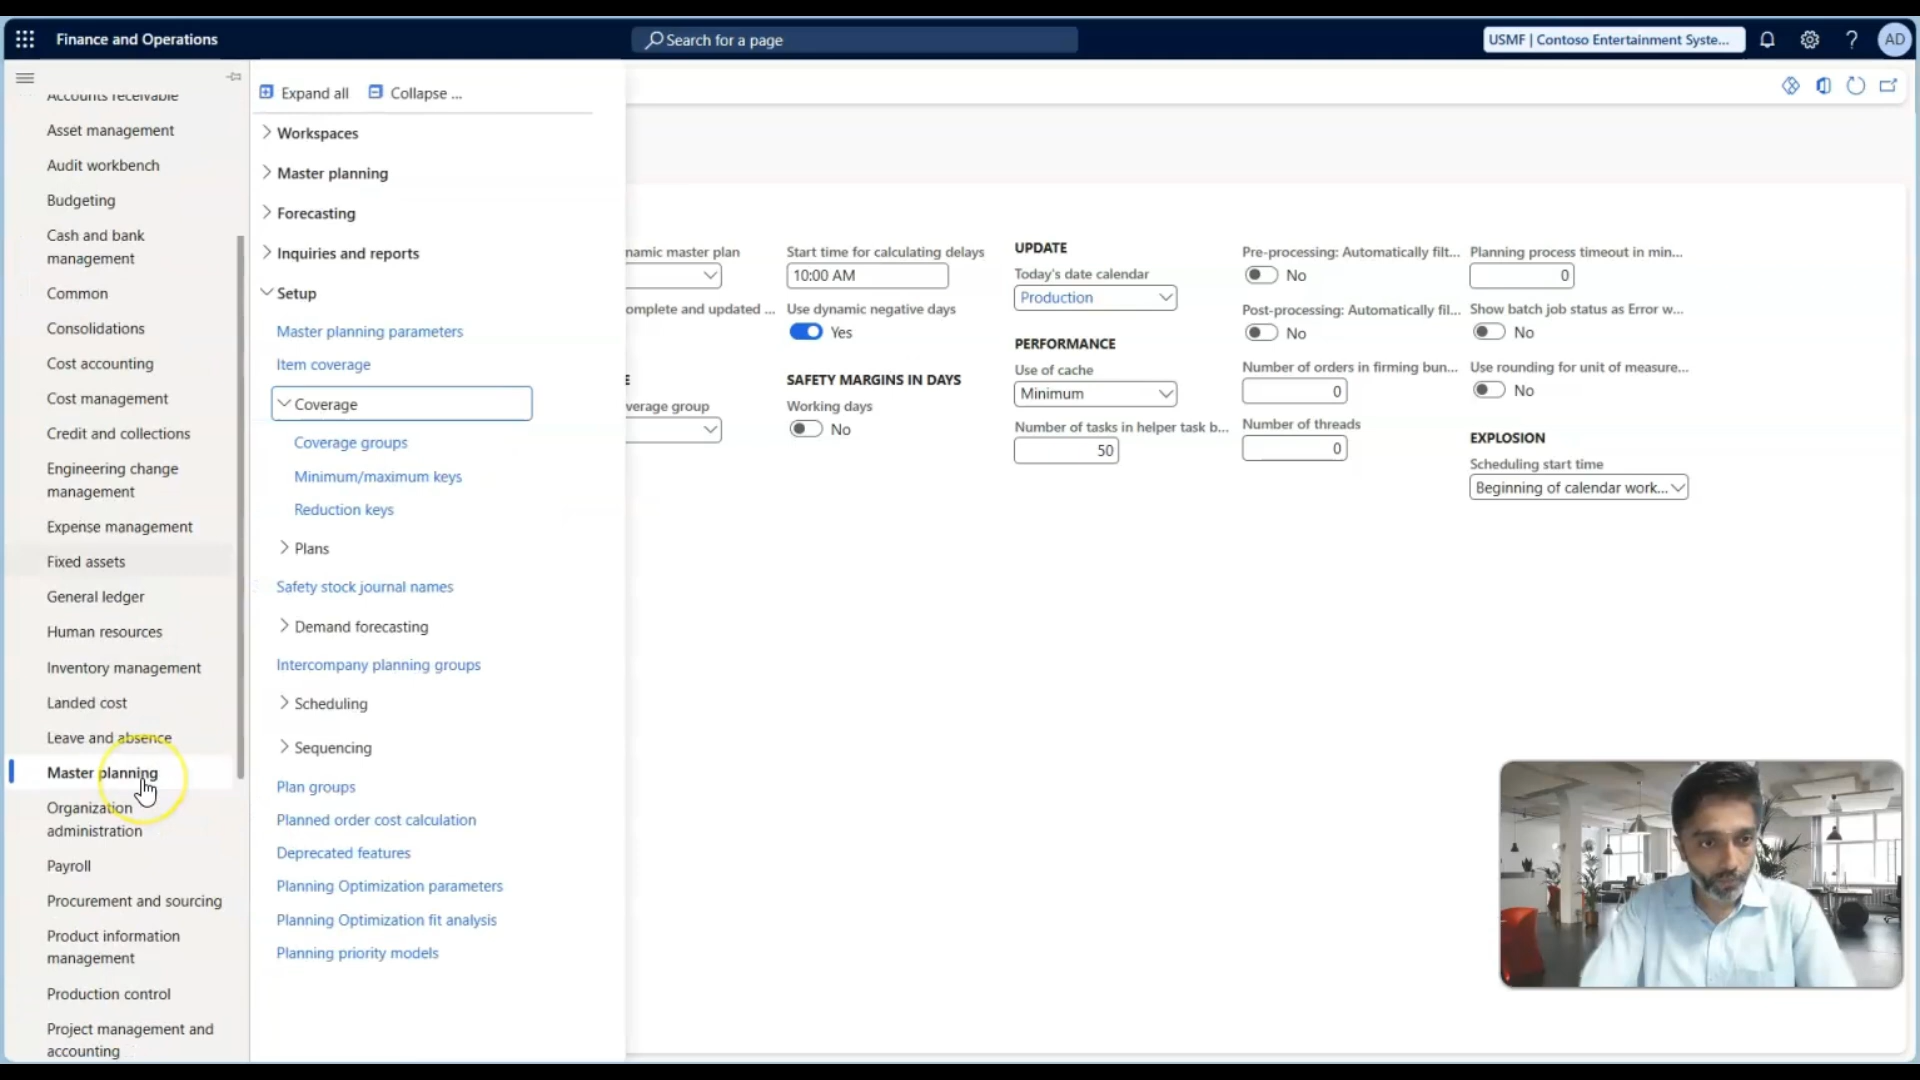 Finance and Operations
Search for a page
USMF | Contoso Entertainment Syste...
AD
Accounts receivable
Asset management
Audit workbench
Budgeting
Cash and bank
management
Common
Consolidations
Cost accounting
Cost management
Credit and collections
Engineering change
management
Expense management
Fixed assets
General ledger
Human resources
Inventory management
Landed cost
Leave and absence
Master planning
Organization
administration
Payroll
Procurement and sourcing
Product information
management
Production control
Project management and
accounting
Expand all
Collapse ...
Workspaces
Master planning
Forecasting
Inquiries and reports
Setup
Master planning parameters
Item coverage
Coverage
Coverage groups
Minimum/maximum keys
Reduction keys
Plans
Safety stock journal names
Demand forecasting
Intercompany planning groups
Scheduling
Sequencing
Plan groups
Planned order cost calculation
Deprecated features
Planning Optimization parameters
Planning Optimization fit analysis
Planning priority models
namic master plan
omplete and updated ...
E
verage group
Start time for calculating delays
10:00 AM
Use dynamic negative days
Yes
SAFETY MARGINS IN DAYS
Working days
No
UPDATE
Today's date calendar
Production
PERFORMANCE
Use of cache
Minimum
Number of tasks in helper task b...
50
Pre-processing: Automatically filt...
No
Post-processing: Automatically fil...
No
Number of orders in firming bun...
0
Number of threads
0
Planning process timeout in min...
0
Show batch job status as Error w...
No
Use rounding for unit of measure...
No
EXPLOSION
Scheduling start time
Beginning of calendar work...